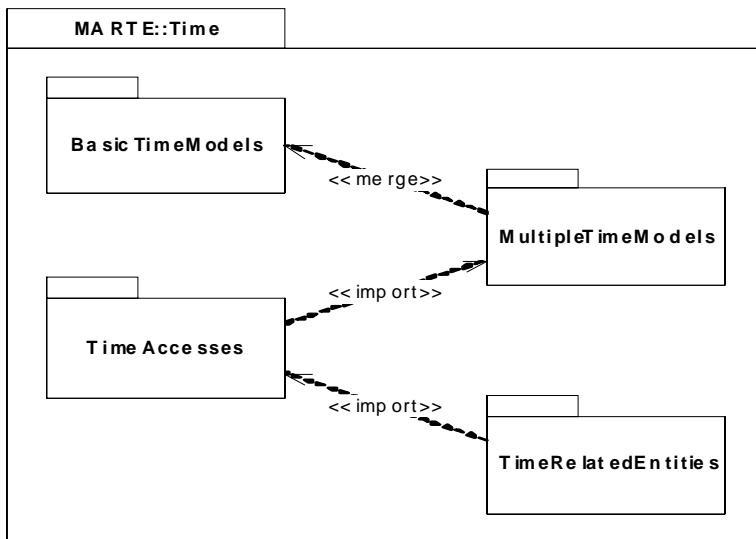 MARTE::Time
BasicTimeModels
<<merge>>
MultipleTimeModels
<<import>>
TimeAccesses
<<import>>
TimeRelatedEntities